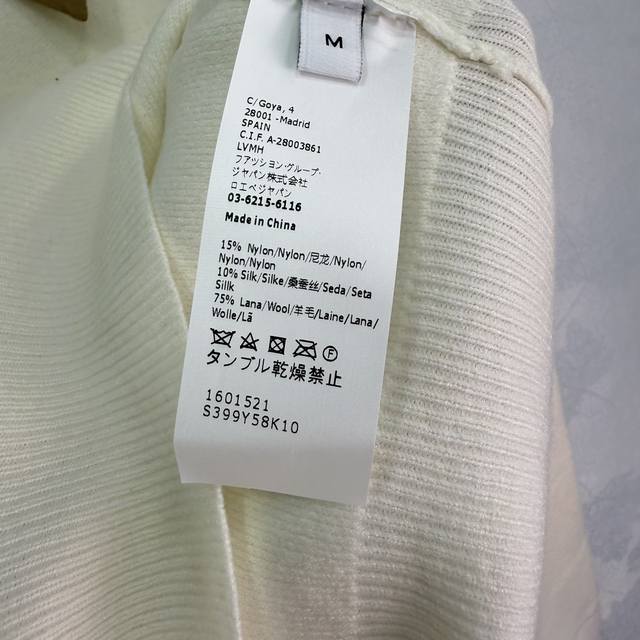 M
C/Goya, 4
28001 -Madrid
SPAIN
C.I.F. A-28003861
LVMH
ファッション・グループ・
ジャパン株式会社
ロエベジャパン
03-6215-6116
Made in China
15% Nylon/Nylon/尼龙/Nylon/
Nylon/Nylon
10% Silk/Silke/桑蚕丝/Seda/Seta
Silk
75% Lana/Wool/羊毛/Laine/Lana/
Wolle/Lã
F
タンブル乾燥禁止
1601521
S399Y58K10